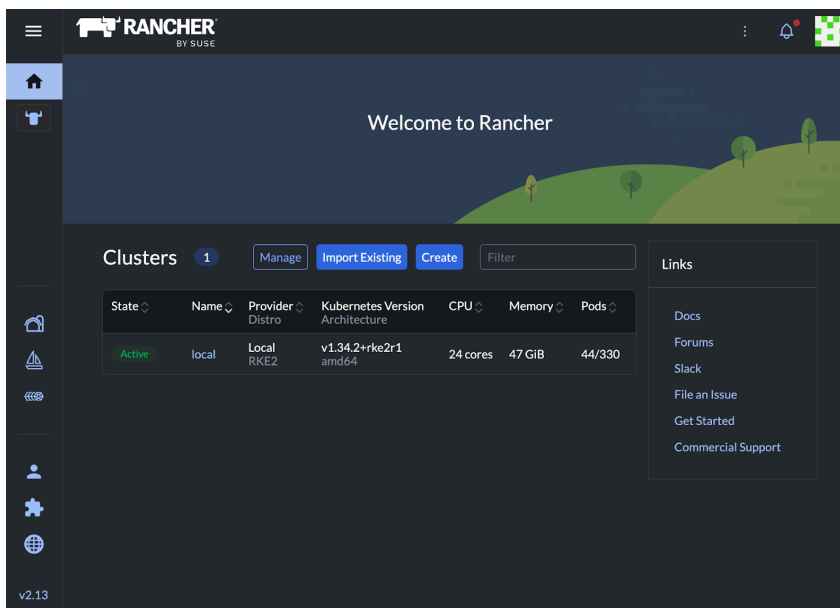 RANCHER
BY SUSE
Welcome to Rancher
Clusters 1 Manage Import Existing Create Filter
State Name Provider Kubernetes Version CPU Memory Pods
Distro Architecture
Active local Local v1.34.2+rke2r1 24 cores 47 GiB 44/330
RKE2 amd64
Links
Docs
Forums
Slack
File an Issue
Get Started
Commercial Support
v2.13